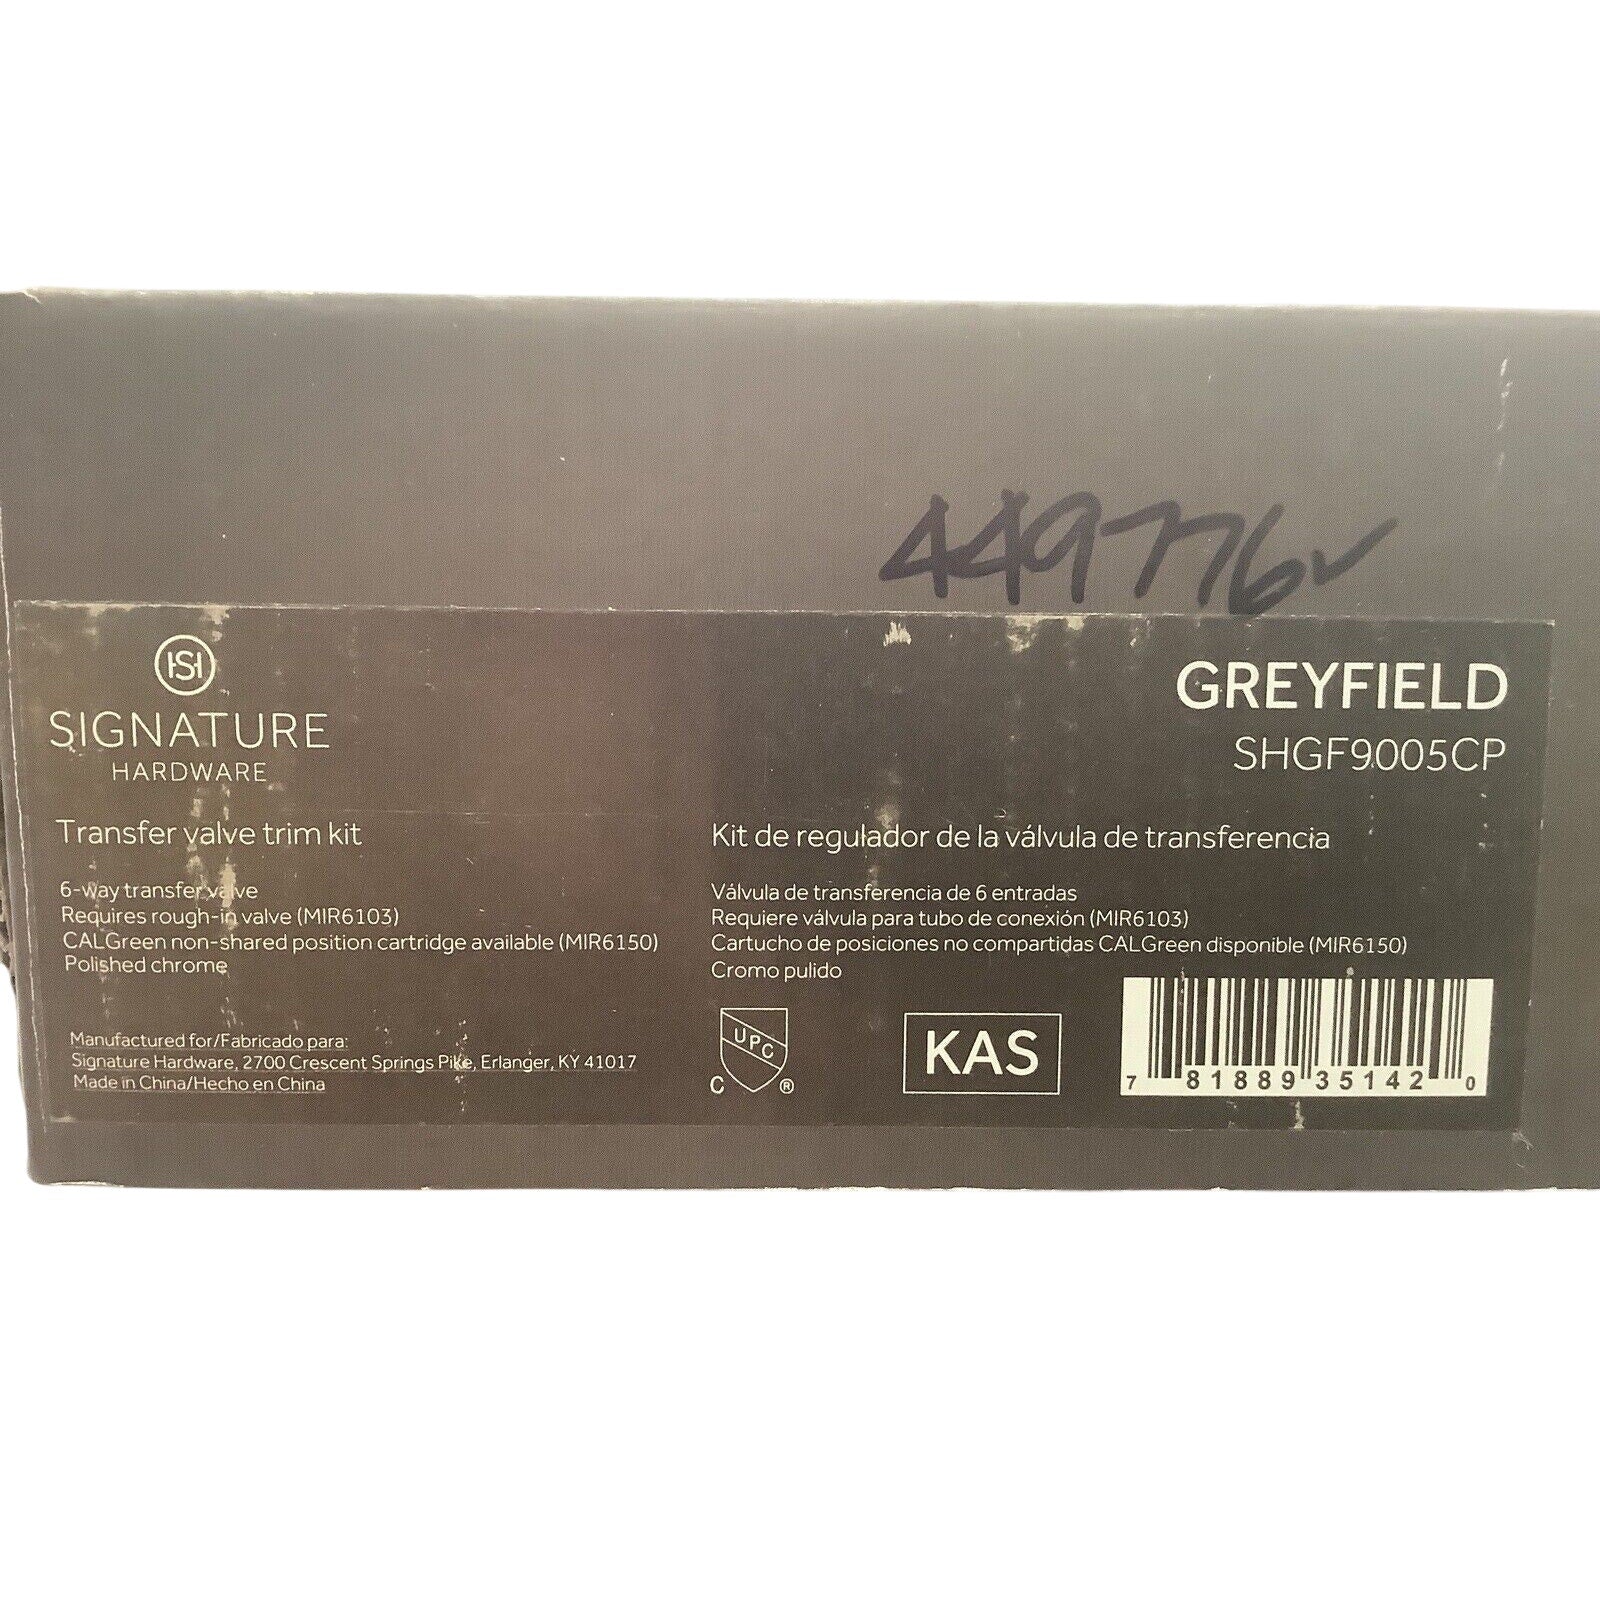 449776
HS
SIGNATURE
HARDWARE
GREYFIELD
SHGF9005CP
Transfer valve trim kit
6-way transfer valve
Requires rough-in valve (MIR6103)
CALGreen non-shared position cartridge available (MIR6150)
Polished chrome
Kit de regulador de la válvula de transferencia
Válvula de transferencia de 6 entradas
Requiere válvula para tubo de conexión (MIR6103)
Cartucho de posiciones no compartidas CALGreen disponible (MIR6150)
Cromo pulido
Manufactured for/Fabricado para:
Signature Hardware, 2700 Crescent Springs Pike, Erlanger, KY 41017
Made in China/Hecho en China
UPC
C ®
KAS
7 81889 35142 0